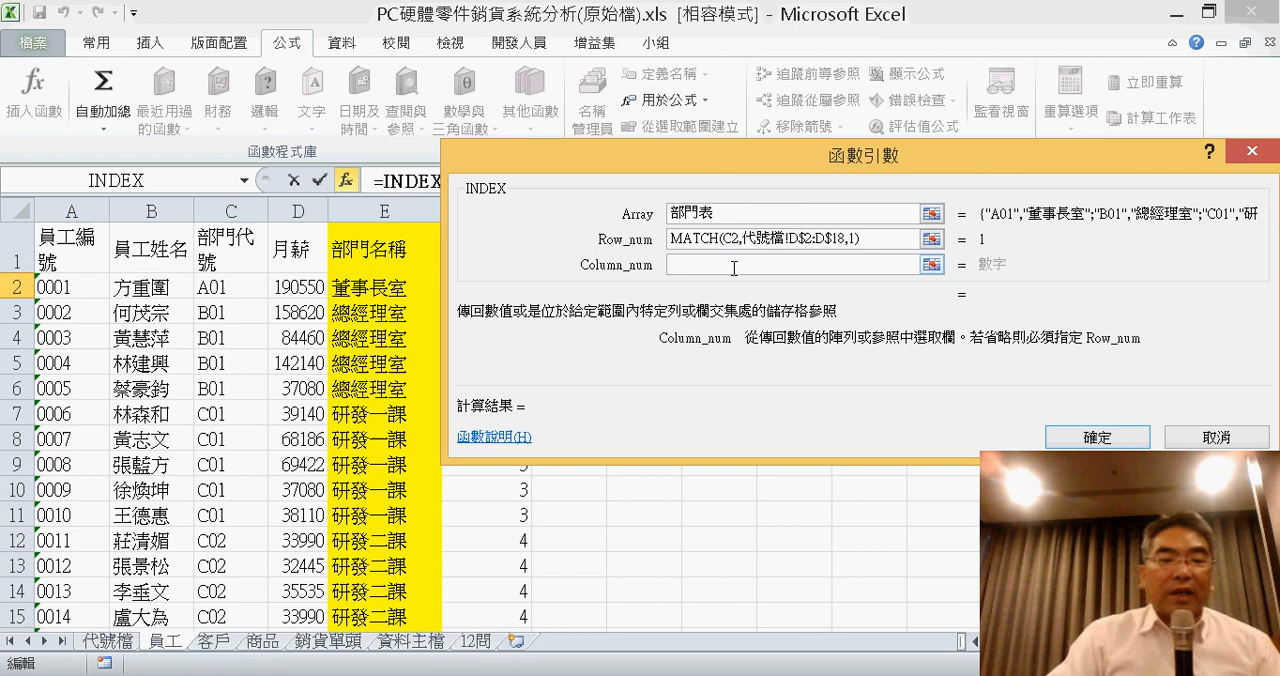 PC硬體零件銷貨系統分析(原始檔).xls [相容模式] - Microsoft Excel
檔案 常用 插入 版面配置 公式 資料 校閱 檢視 開發人員 增益集 小組
fx Σ ? A θ
插入函數 自動加總 最近用過的函數 財務 邏輯 文字 日期及時間 查閱與參照 數學與三角函數 其他函數
名稱管理員 定義名稱 用於公式 從選取範圍建立
追蹤前導參照 追蹤從屬參照 移除箭號 顯示公式 錯誤檢查 評估值公式
監看視窗 重算選項 立即重算 計算工作表
函數程式庫
INDEX fx =INDEX
函數引數 ?
INDEX
Array 部門表 = {"A01","董事長室";"B01","總經理室";"C01","研
Row_num MATCH(C2,代號檔!D$2:D$18,1) = 1
Column_num = 數字
=
傳回數值或是位於給定範圍內特定列或欄交集處的儲存格參照
Column_num 從傳回數值的陣列或參照中選取欄。若省略則必須指定 Row_num
計算結果 =
函數說明(H) 確定 取消
A B C D E
1 員工編號 員工姓名 部門代號 月薪 部門名稱
2 0001 方重圍 A01 190550 董事長室
3 0002 何茂宗 B01 158620 總經理室
4 0003 黃慧萍 B01 84460 總經理室
5 0004 林建興 B01 142140 總經理室
6 0005 蔡豪鈞 B01 37080 總經理室
7 0006 林森和 C01 39140 研發一課
8 0007 黃志文 C01 68186 研發一課
9 0008 張藍方 C01 69422 研發一課 3
10 0009 徐煥坤 C01 37080 研發一課 3
11 0010 王德惠 C01 38110 研發一課 3
12 0011 莊清媚 C02 33990 研發二課 4
13 0012 張景松 C02 32445 研發二課 4
14 0013 李垂文 C02 35535 研發二課 4
15 0014 盧大為 C02 33990 研發二課 4
代號檔 員工 客戶 商品 銷貨單頭 資料主檔 12問
編輯